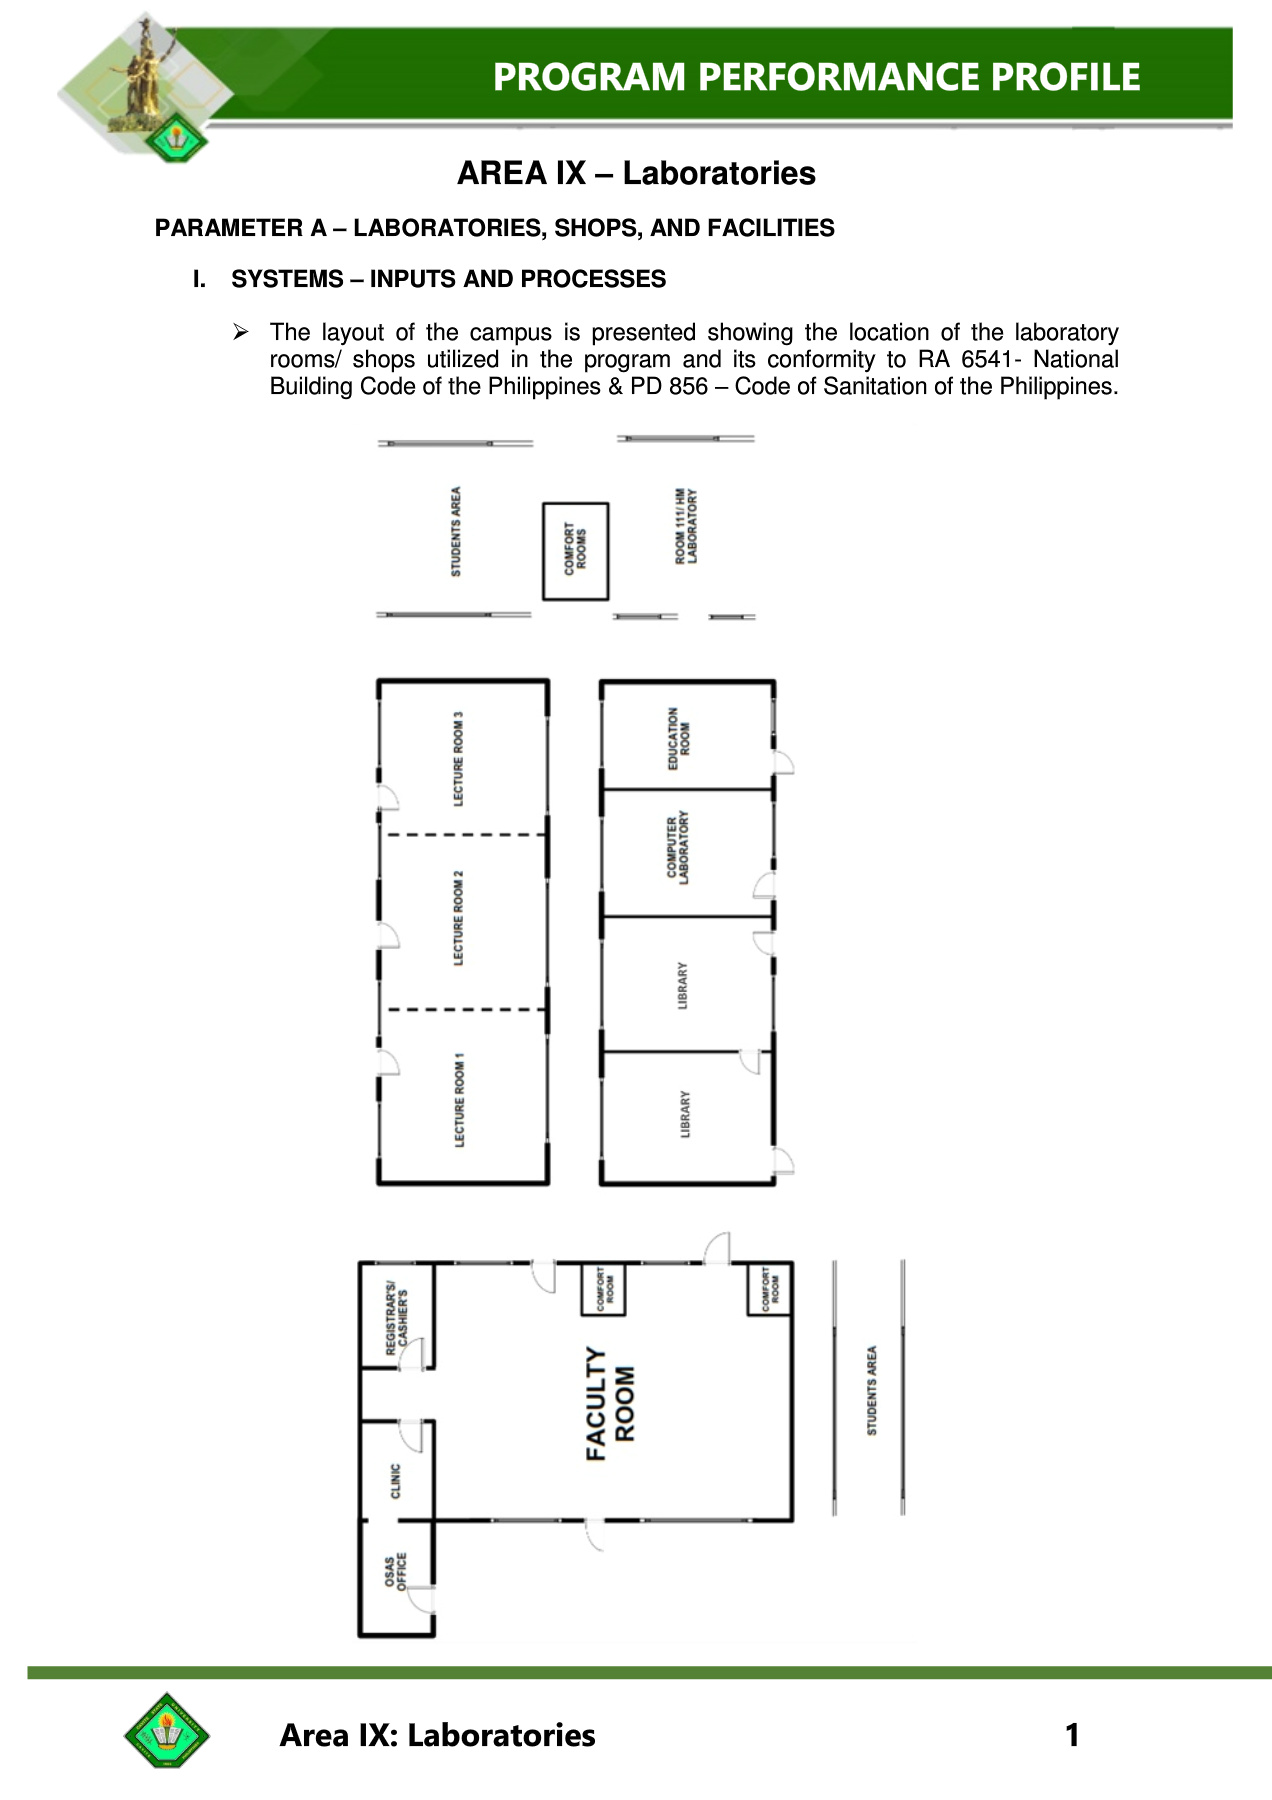 PROGRAM PERFORMANCE PROFILE
AREA IX – Laboratories
PARAMETER A – LABORATORIES, SHOPS, AND FACILITIES
I. SYSTEMS – INPUTS AND PROCESSES
➢ The layout of the campus is presented showing the location of the laboratory
rooms/ shops utilized in the program and its conformity to RA 6541- National
Building Code of the Philippines & PD 856 – Code of Sanitation of the Philippines.
STUDENTS AREA
COMFORT
ROOMS
ROOM 111/ HM
LABORATORY
LECTURE ROOM 3
EDUCATION
ROOM
LECTURE ROOM 2
COMPUTER
LABORATORY
LIBRARY
LECTURE ROOM 1
LIBRARY
REGISTRAR'S/
CASHIER'S
COMFORT
ROOM
COMFORT
ROOM
FACULTY
ROOM
STUDENTS AREA
CLINIC
OSAS
OFFICE
Area IX: Laboratories
1